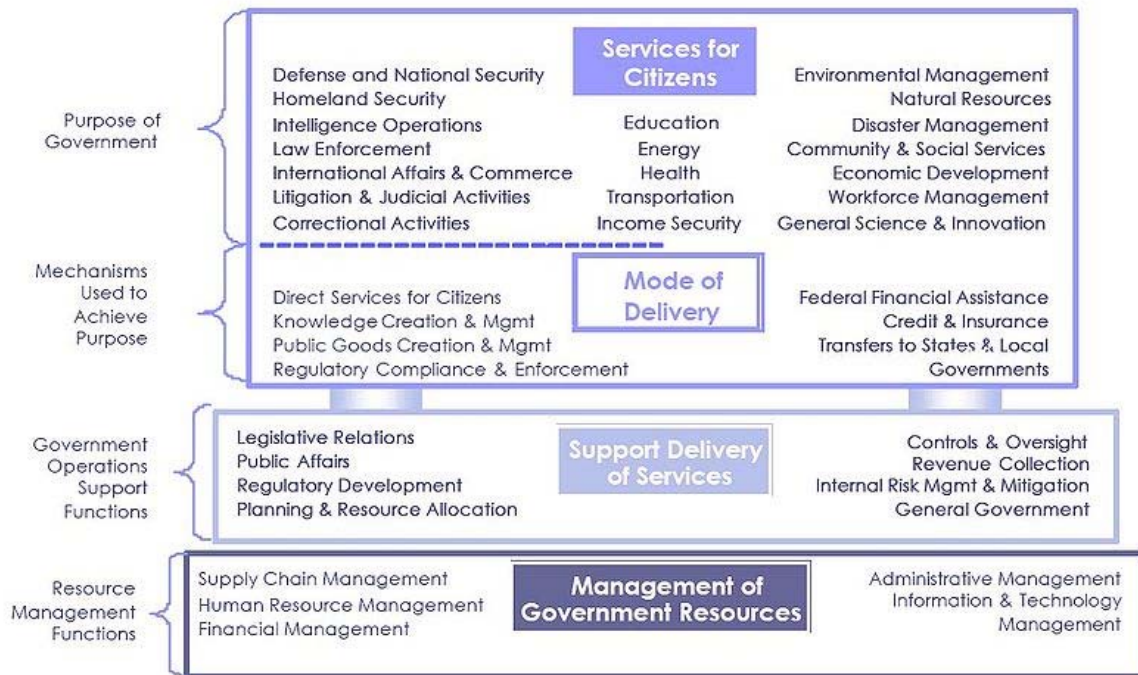 Purpose of
Government
Services for
Citizens
Defense and National Security
Homeland Security
Intelligence Operations
Law Enforcement
International Affairs & Commerce
Litigation & Judicial Activities
Correctional Activities
Education
Energy
Health
Transportation
Income Security
Environmental Management
Natural Resources
Disaster Management
Community & Social Services
Economic Development
Workforce Management
General Science & Innovation
Mechanisms
Used to
Achieve
Purpose
Mode of
Delivery
Direct Services for Citizens
Knowledge Creation & Mgmt
Public Goods Creation & Mgmt
Regulatory Compliance & Enforcement
Federal Financial Assistance
Credit & Insurance
Transfers to States & Local
Governments
Government
Operations
Support
Functions
Support Delivery
of Services
Legislative Relations
Public Affairs
Regulatory Development
Planning & Resource Allocation
Controls & Oversight
Revenue Collection
Internal Risk Mgmt & Mitigation
General Government
Resource
Management
Functions
Management of
Government Resources
Supply Chain Management
Human Resource Management
Financial Management
Administrative Management
Information & Technology
Management